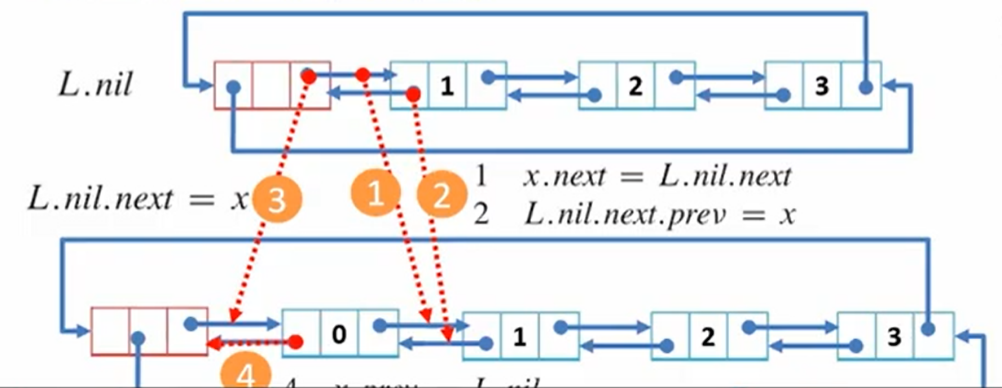 L.nil 1 2 3
L.nil.next = x 3 1 2 1 x.next = L.nil.next
2 L.nil.next.prev = x
0 1 2 3
4